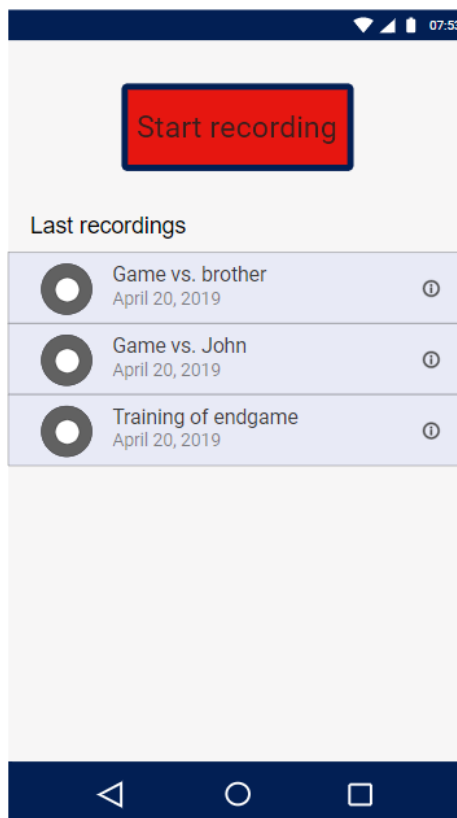 07:53
Start recording
Last recordings
Game vs. brother
April 20, 2019
Game vs. John
April 20, 2019
Training of endgame
April 20, 2019